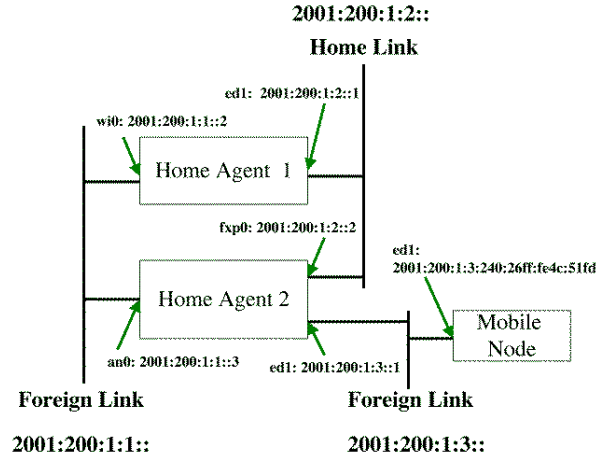 2001:200:1:2::
Home Link
ed1: 2001:200:1:2::1
wi0: 2001:200:1:1::2
Home Agent 1
fxp0: 2001:200:1:2::2
ed1:
2001:200:1:3:240:26ff:fe4c:51fd
Home Agent 2
Mobile
Node
an0: 2001:200:1:1::3
ed1: 2001:200:1:3::1
Foreign Link
Foreign Link
2001:200:1:1::
2001:200:1:3::